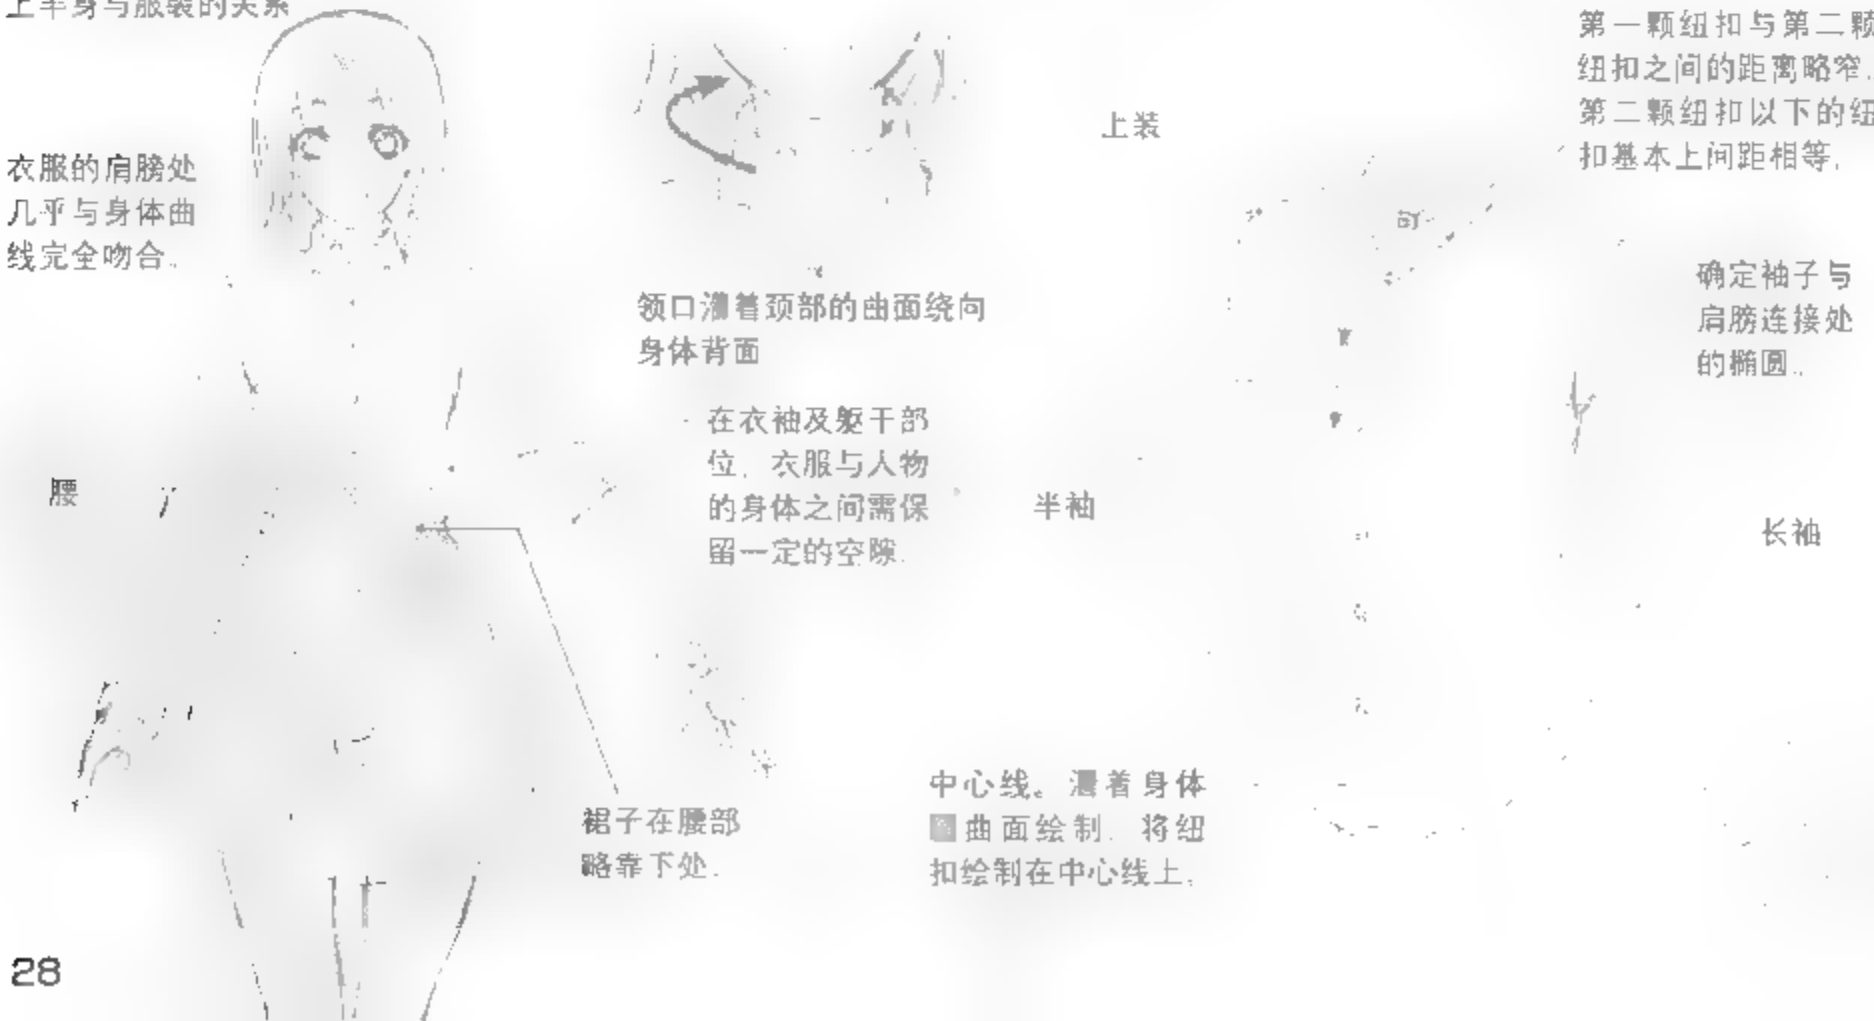 上半身与服装的关系
衣服的肩膀处
几乎与身体曲
线完全吻合。
腰
领口着颈部的曲面绕向
身体背面
在衣袖及躯干部
位，衣服与人物
的身体之间需保
留一定的空隙.
裙子在腰部
略靠下处.
上装
半袖
中心线。着身体
曲面绘制．将纽
扣绘制在中心线上。
第一颗纽扣与第二颗
纽扣之间的距离略窄.
第二颗纽扣以下的纽
扣基本上间距相等.
确定袖子与
肩膀连接处
的椭圆.
长袖
28